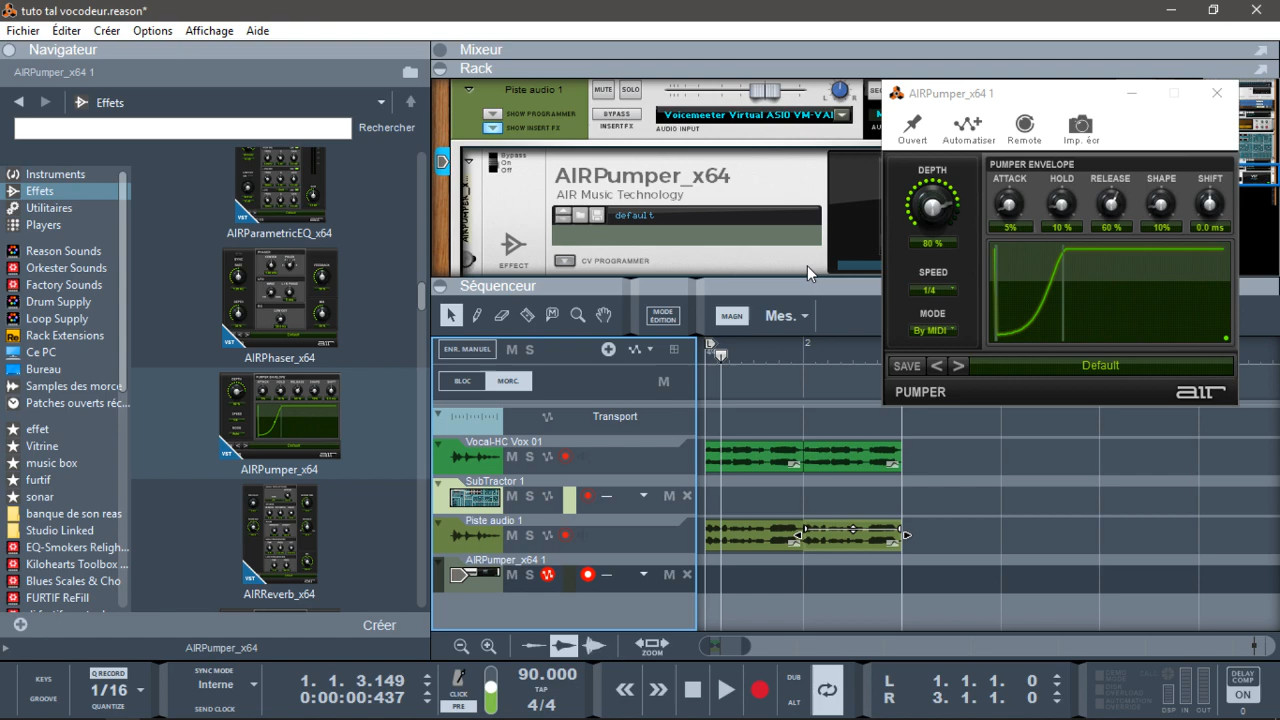 tuto tal vocodeur.reason*
Fichier Éditer Créer Options Affichage Aide
Navigateur
AIRPumper_x64 1
Effets
Rechercher
Instruments
Effets
Utilitaires
Players
Reason Sounds
Orkester Sounds
Factory Sounds
Drum Supply
Loop Supply
Rack Extensions
Ce PC
Bureau
Samples des morce
Patches ouverts réc...
effet
Vitrine
music box
furtif
sonar
banque de son reas
Studio Linked
EQ-Smokers Religh...
Kilohearts Toolbox ...
Blues Scales & Cho
FURTIF ReFill
VST
AIRParametricEQ_x64
VST
AIRPhaser_x64
VST
AIRPumper_x64
VST
AIRReverb_x64
Créer
AIRPumper_x64 1
Mixeur
Rack
Piste audio 1
MUTE SOLO
SHOW PROGRAMMER
SHOW INSERT FX
BYPASS
INSERT FX
L R
Voicemeeter Virtual ASIO VM-VAI
AUDIO INPUT
Bypass
On
Off
AIRPumper_x64
AIR Music Technology
default
EFFECT
CV PROGRAMMER
AIRPumper_x64 1
Ouvert Automatiser Remote Imp. écr
DEPTH
80 %
SPEED
1/4
MODE
By MIDI
PUMPER ENVELOPE
ATTACK HOLD RELEASE SHAPE SHIFT
5% 10 % 60 % 10% 0.0 ms
SAVE < > Default
PUMPER AIR
Séquenceur
MODE
ÉDITION
MAGN Mes.
ENR. MANUEL M S
BLOC MORC. M
2
Transport
Vocal-HC Vox 01
M S
SubTractor 1
M S M
Piste audio 1
M S
AIRPumper_x64 1
M S M
ZOOM
KEYS
GROOVE
Q RECORD
1/16
QUANTIZE
SYNC MODE
Interne
SEND CLOCK
1. 1. 3.149
0:00:00:437
CLICK
PRE
90.000
TAP
4/4
DUB
ALT
L 1. 1. 1. 0
R 3. 1. 1. 0
DSP IN OUT
DELAY
COMP
ON
0